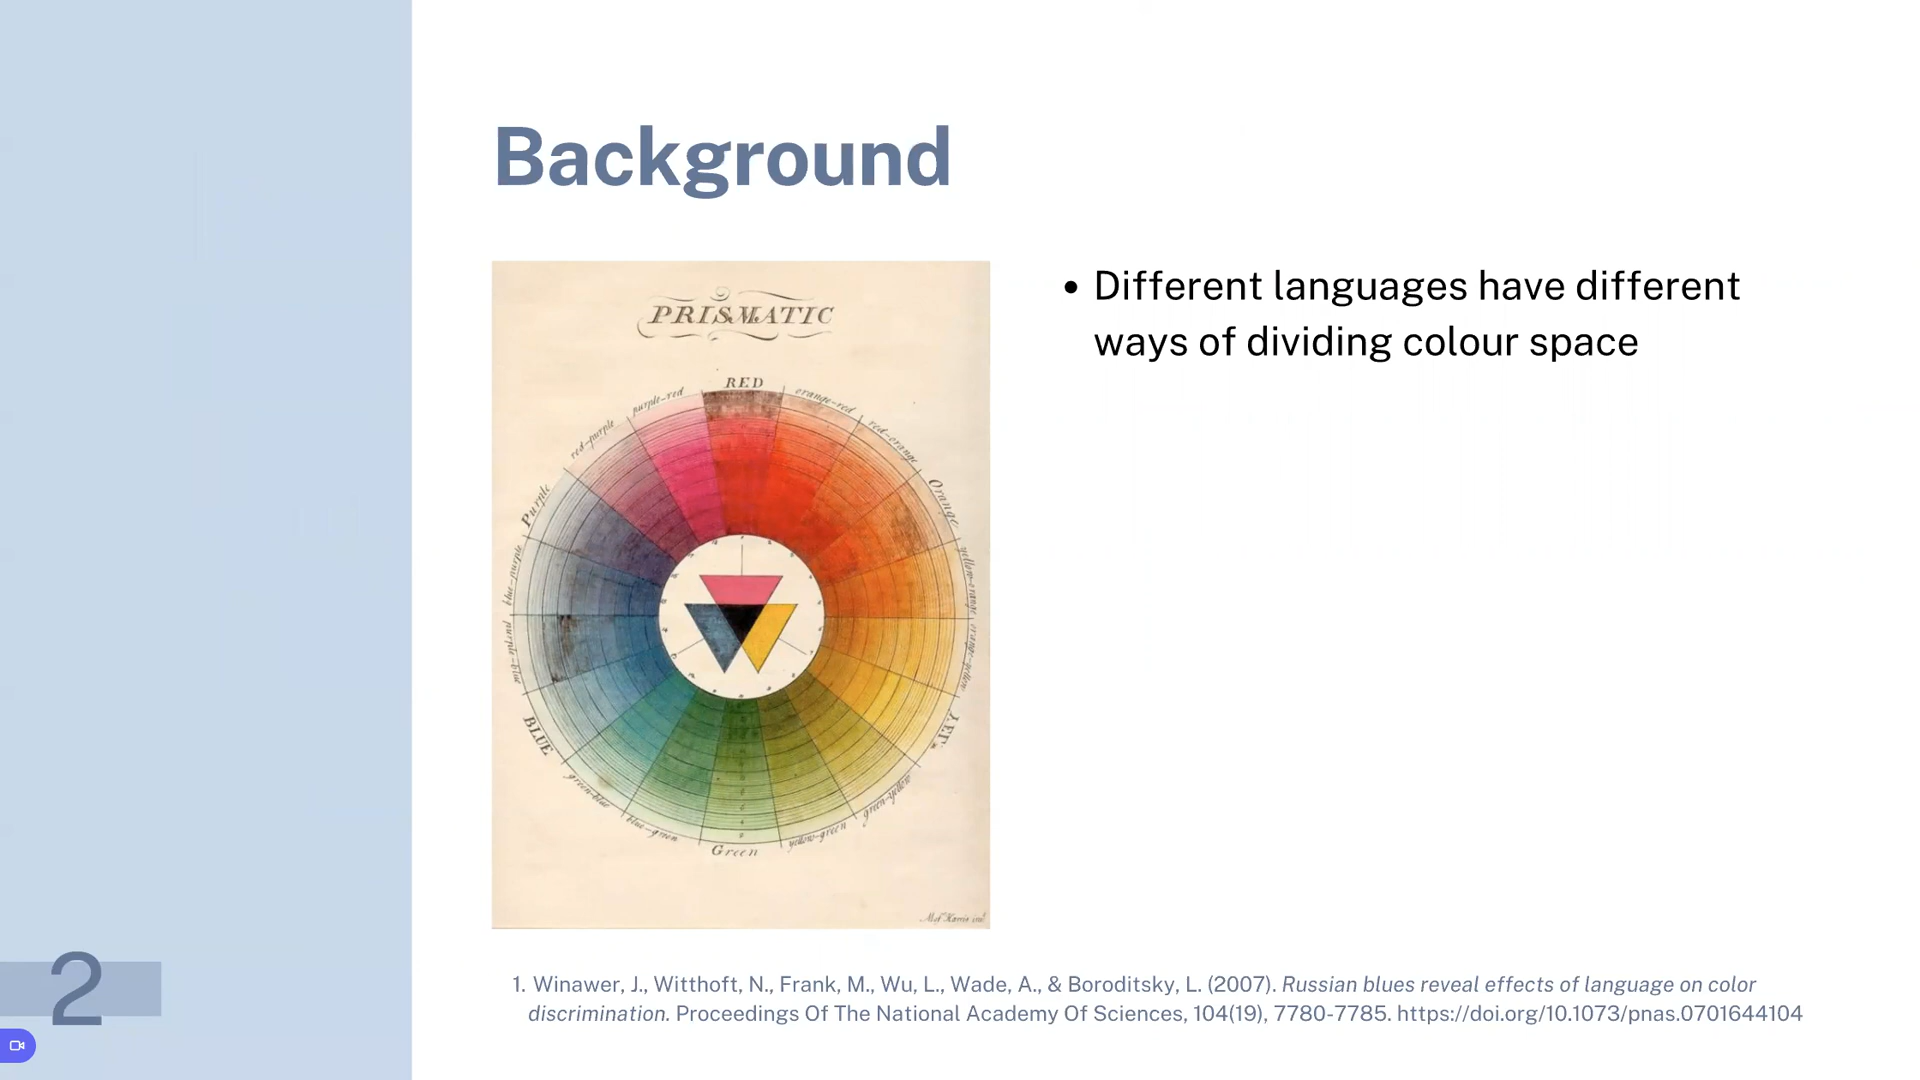 Background
PRISMATIC
RED
purple-red
orange-red
red-purple
red-orange
Purple
Orange
blue-purple
yellow-orange
purple-blue
orange-yellow
BLUE
YEL
green-blue
green-yellow
blue-green
yellow-green
Green
• Different languages have different
ways of dividing colour space
2
1. Winawer, J., Witthoft, N., Frank, M., Wu, L., Wade, A., & Boroditsky, L. (2007). Russian blues reveal effects of language on color
discrimination. Proceedings Of The National Academy Of Sciences, 104(19), 7780-7785. https://doi.org/10.1073/pnas.0701644104